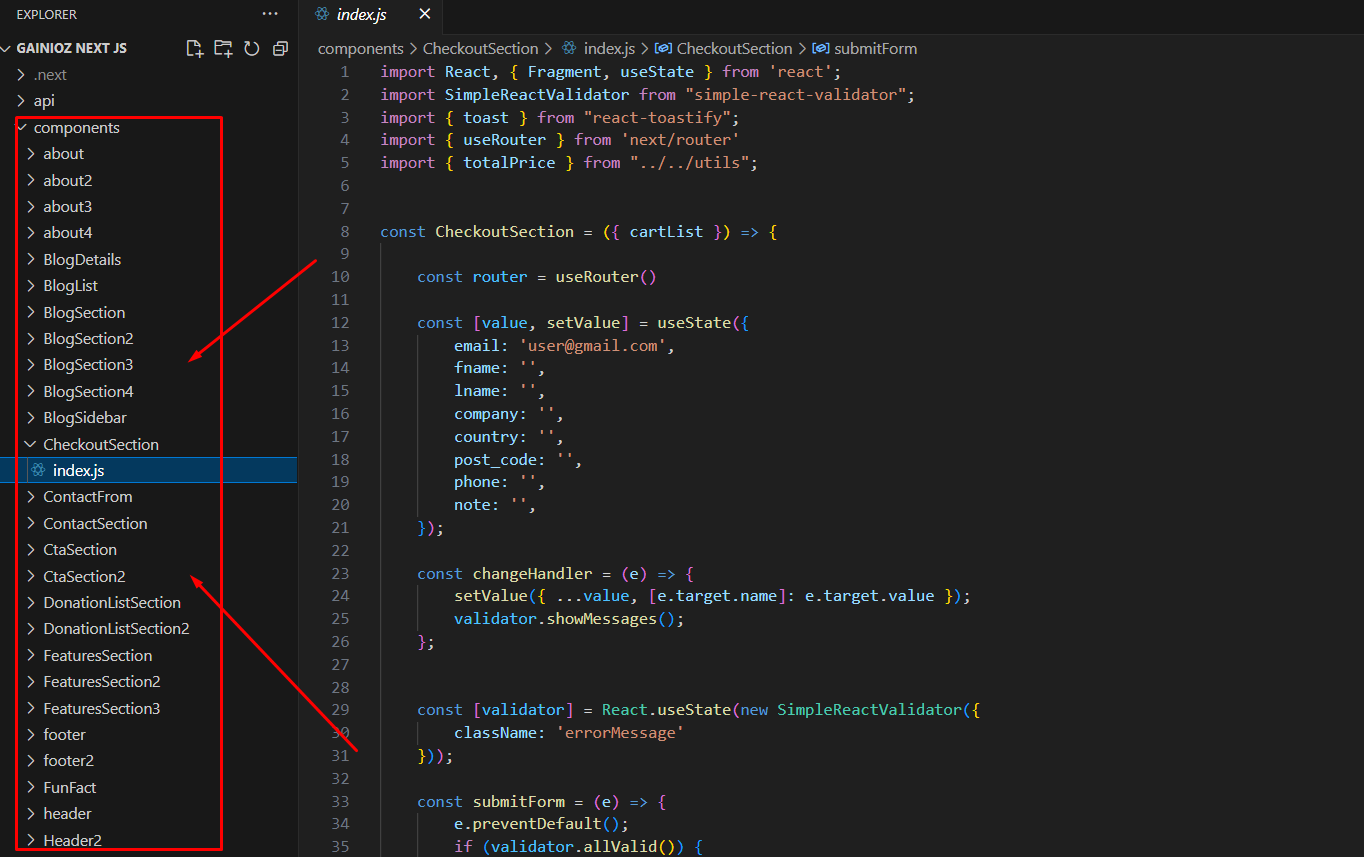 EXPLORER
···
index.js
GAINIOZ NEXT JS
components > CheckoutSection > index.js > CheckoutSection > submitForm
.next
api
components
about
about2
about3
about4
BlogDetails
BlogList
BlogSection
BlogSection2
BlogSection3
BlogSection4
BlogSidebar
CheckoutSection
index.js
ContactFrom
ContactSection
CtaSection
CtaSection2
DonationListSection
DonationListSection2
FeaturesSection
FeaturesSection2
FeaturesSection3
footer
footer2
FunFact
header
Header2
1 import React, { Fragment, useState } from 'react';
2 import SimpleReactValidator from "simple-react-validator";
3 import { toast } from "react-toastify";
4 import { useRouter } from 'next/router'
5 import { totalPrice } from "../../utils";
6
7
8 const CheckoutSection = ({ cartList }) => {
9
10 const router = useRouter()
11
12 const [value, setValue] = useState({
13 email: 'user@gmail.com',
14 fname: '',
15 lname: '',
16 company: '',
17 country: '',
18 post_code: '',
19 phone: '',
20 note: '',
21 });
22
23 const changeHandler = (e) => {
24 setValue({ ...value, [e.target.name]: e.target.value });
25 validator.showMessages();
26 };
27
28
29 const [validator] = React.useState(new SimpleReactValidator({
30 className: 'errorMessage'
31 }));
32
33 const submitForm = (e) => {
34 e.preventDefault();
35 if (validator.allValid()) {